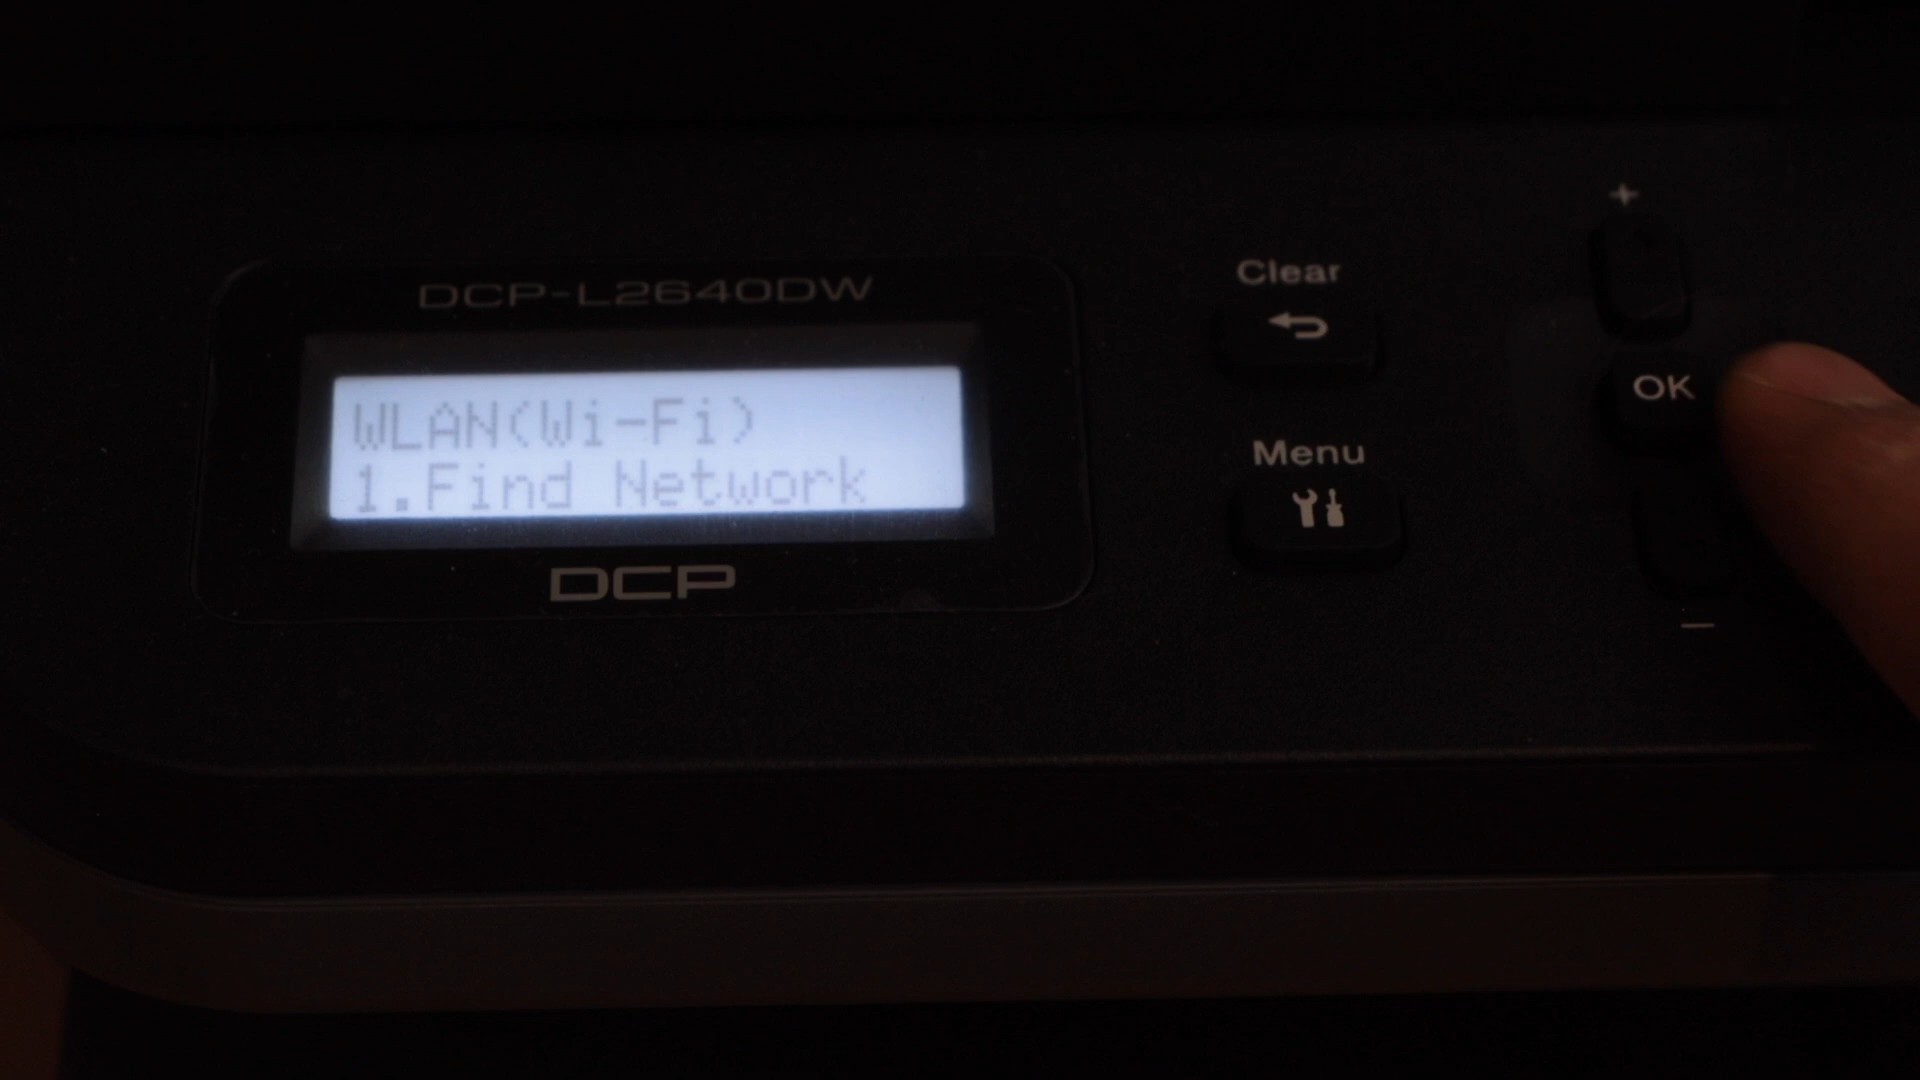 DCP-L2640DW
WLAN(Wi-Fi)
1.Find Network
DCP
Clear
Menu
+
OK
−